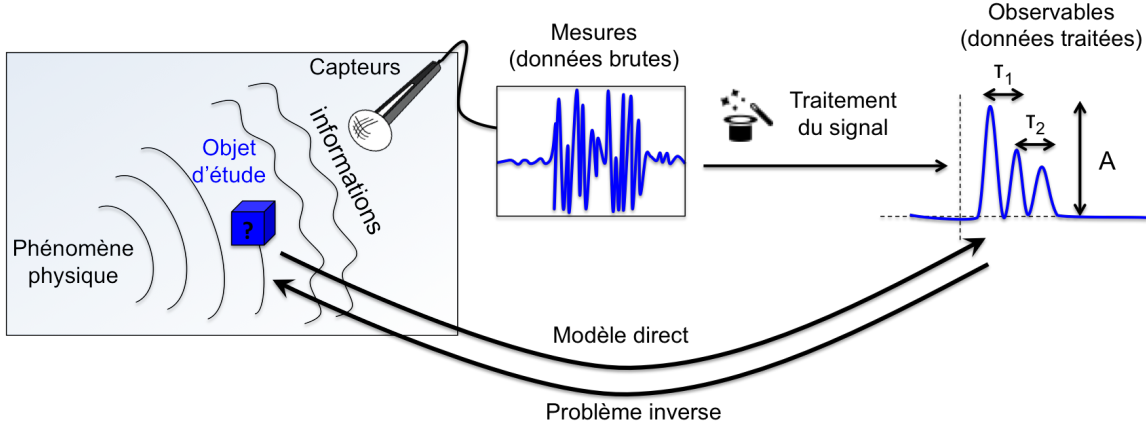 Phénomène
physique
Objet
d'étude
?
informations
Capteurs
Mesures
(données brutes)
Traitement
du signal
Observables
(données traitées)
τ1
τ2
A
Modèle direct
Problème inverse